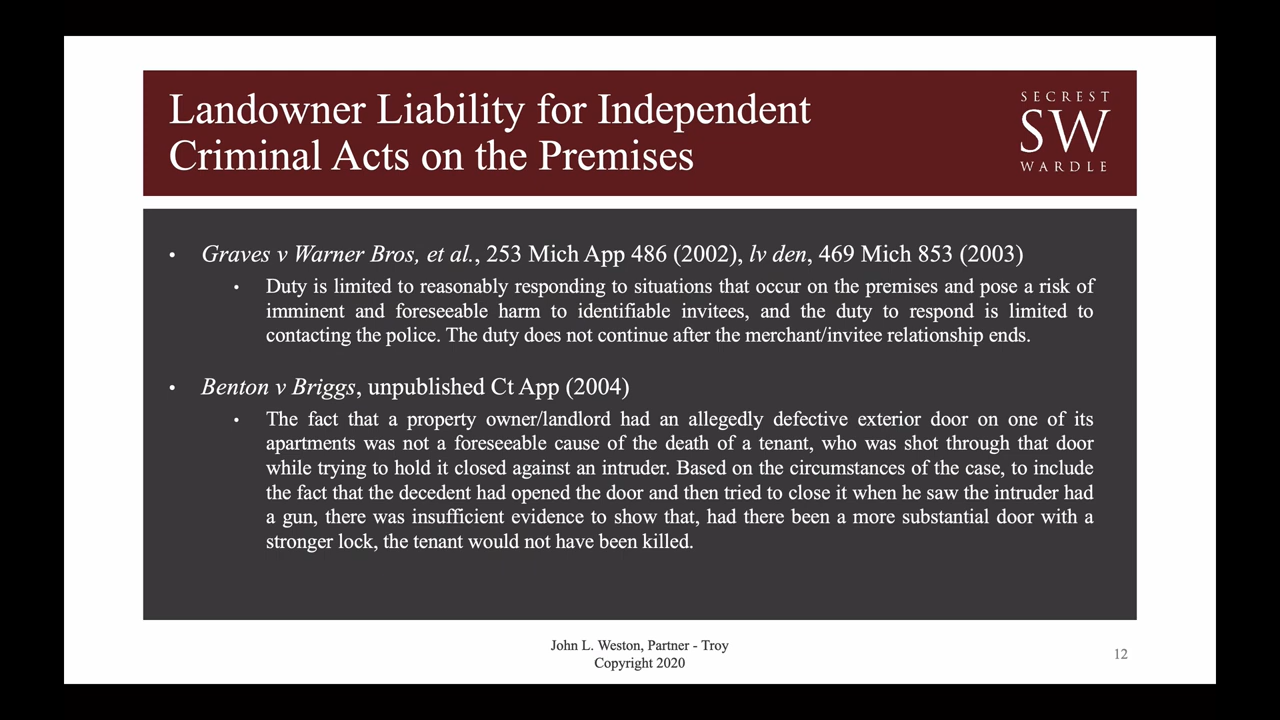 Landowner Liability for Independent
Criminal Acts on the Premises
SECREST
SW
WARDLE
• Graves v Warner Bros, et al., 253 Mich App 486 (2002), lv den, 469 Mich 853 (2003)
• Duty is limited to reasonably responding to situations that occur on the premises and pose a risk of
imminent and foreseeable harm to identifiable invitees, and the duty to respond is limited to
contacting the police. The duty does not continue after the merchant/invitee relationship ends.
• Benton v Briggs, unpublished Ct App (2004)
• The fact that a property owner/landlord had an allegedly defective exterior door on one of its
apartments was not a foreseeable cause of the death of a tenant, who was shot through that door
while trying to hold it closed against an intruder. Based on the circumstances of the case, to include
the fact that the decedent had opened the door and then tried to close it when he saw the intruder had
a gun, there was insufficient evidence to show that, had there been a more substantial door with a
stronger lock, the tenant would not have been killed.
John L. Weston, Partner - Troy
Copyright 2020
12